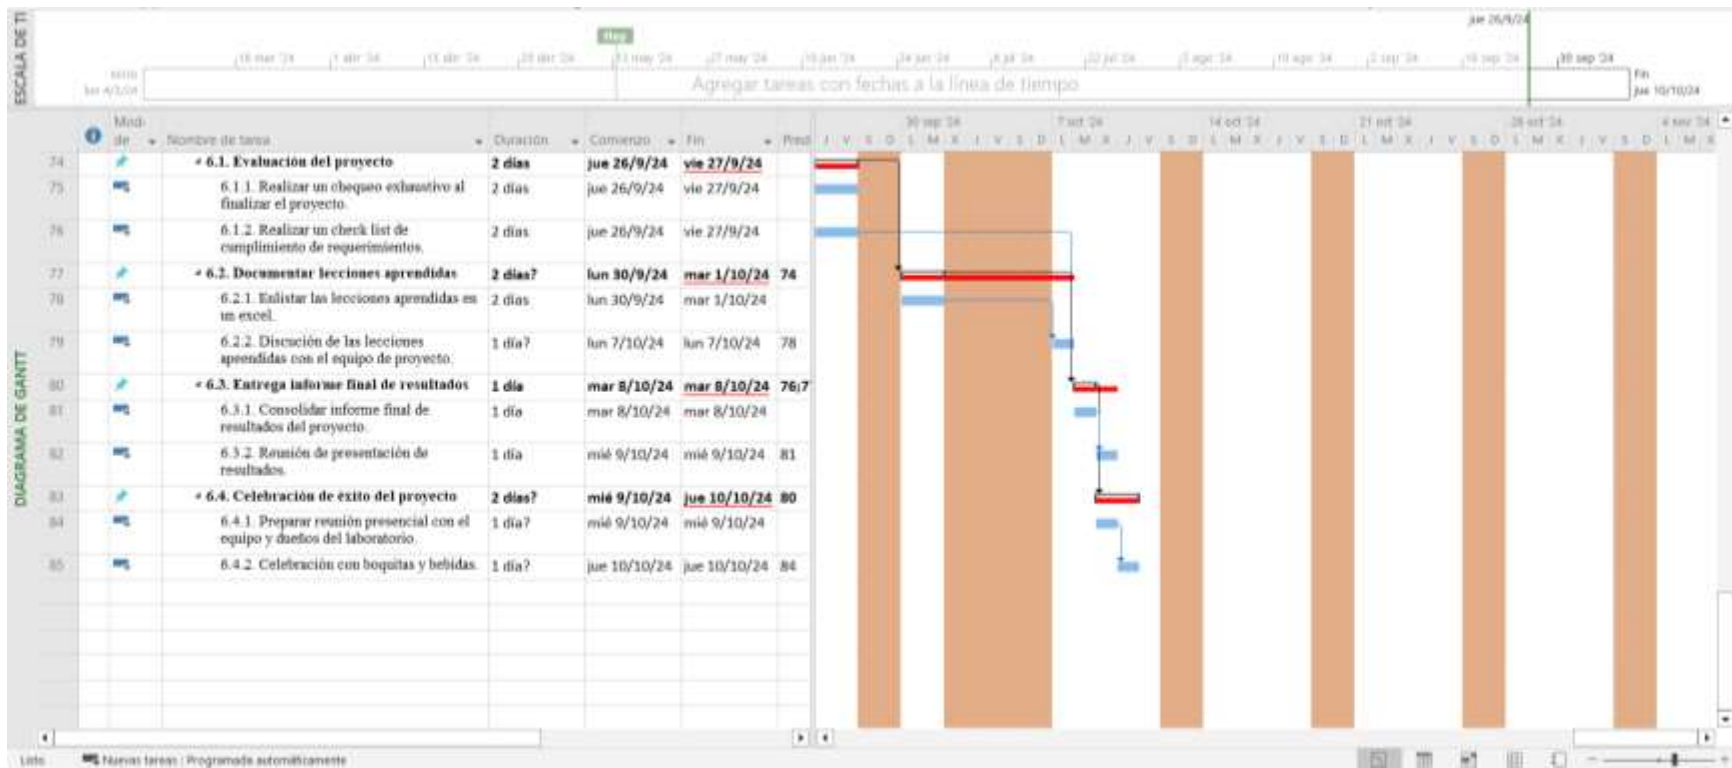 ESCALA DE TI
jue 26/9/24
Hoy
Agregar tareas con fechas a la línea de tiempo
30 sep '24
Fin
jue 10/10/24
DIAGRAMA DE GANTT
Nombre de tarea Duración Comienzo Fin Pred
30 sep '24 7 oct '24 14 oct '24 21 oct '24 28 oct '24 4 nov '24
74 6.1. Evaluación del proyecto 2 días jue 26/9/24 vie 27/9/24
75 6.1.1. Realizar un chequeo exhaustivo al 2 días jue 26/9/24 vie 27/9/24
finalizar el proyecto.
76 6.1.2. Realizar un check list de 2 días jue 26/9/24 vie 27/9/24
cumplimiento de requerimientos.
77 6.2. Documentar lecciones aprendidas 2 días? lun 30/9/24 mar 1/10/24 74
78 6.2.1. Enlistar las lecciones aprendidas en 2 días lun 30/9/24 mar 1/10/24
un excel.
79 6.2.2. Discución de las lecciones 1 día? lun 7/10/24 lun 7/10/24 78
apeendidas con el equipo de proyecto.
80 6.3. Entrega informe final de resultados 1 día mar 8/10/24 mar 8/10/24 76;7
81 6.3.1. Consolidar informe final de 1 día mar 8/10/24 mar 8/10/24
resultados del proyecto.
82 6.3.2. Reunión de presentación de 1 día mié 9/10/24 mié 9/10/24 81
resultados.
83 6.4. Celebración de éxito del proyecto 2 días? mié 9/10/24 jue 10/10/24 80
84 6.4.1. Preparar reunión presencial con el 1 día? mié 9/10/24 mié 9/10/24
equipo y dueños del laboratorio.
85 6.4.2. Celebración con boquitas y bebidas. 1 día? jue 10/10/24 jue 10/10/24 84
Listo Nuevas tareas : Programada automáticamente